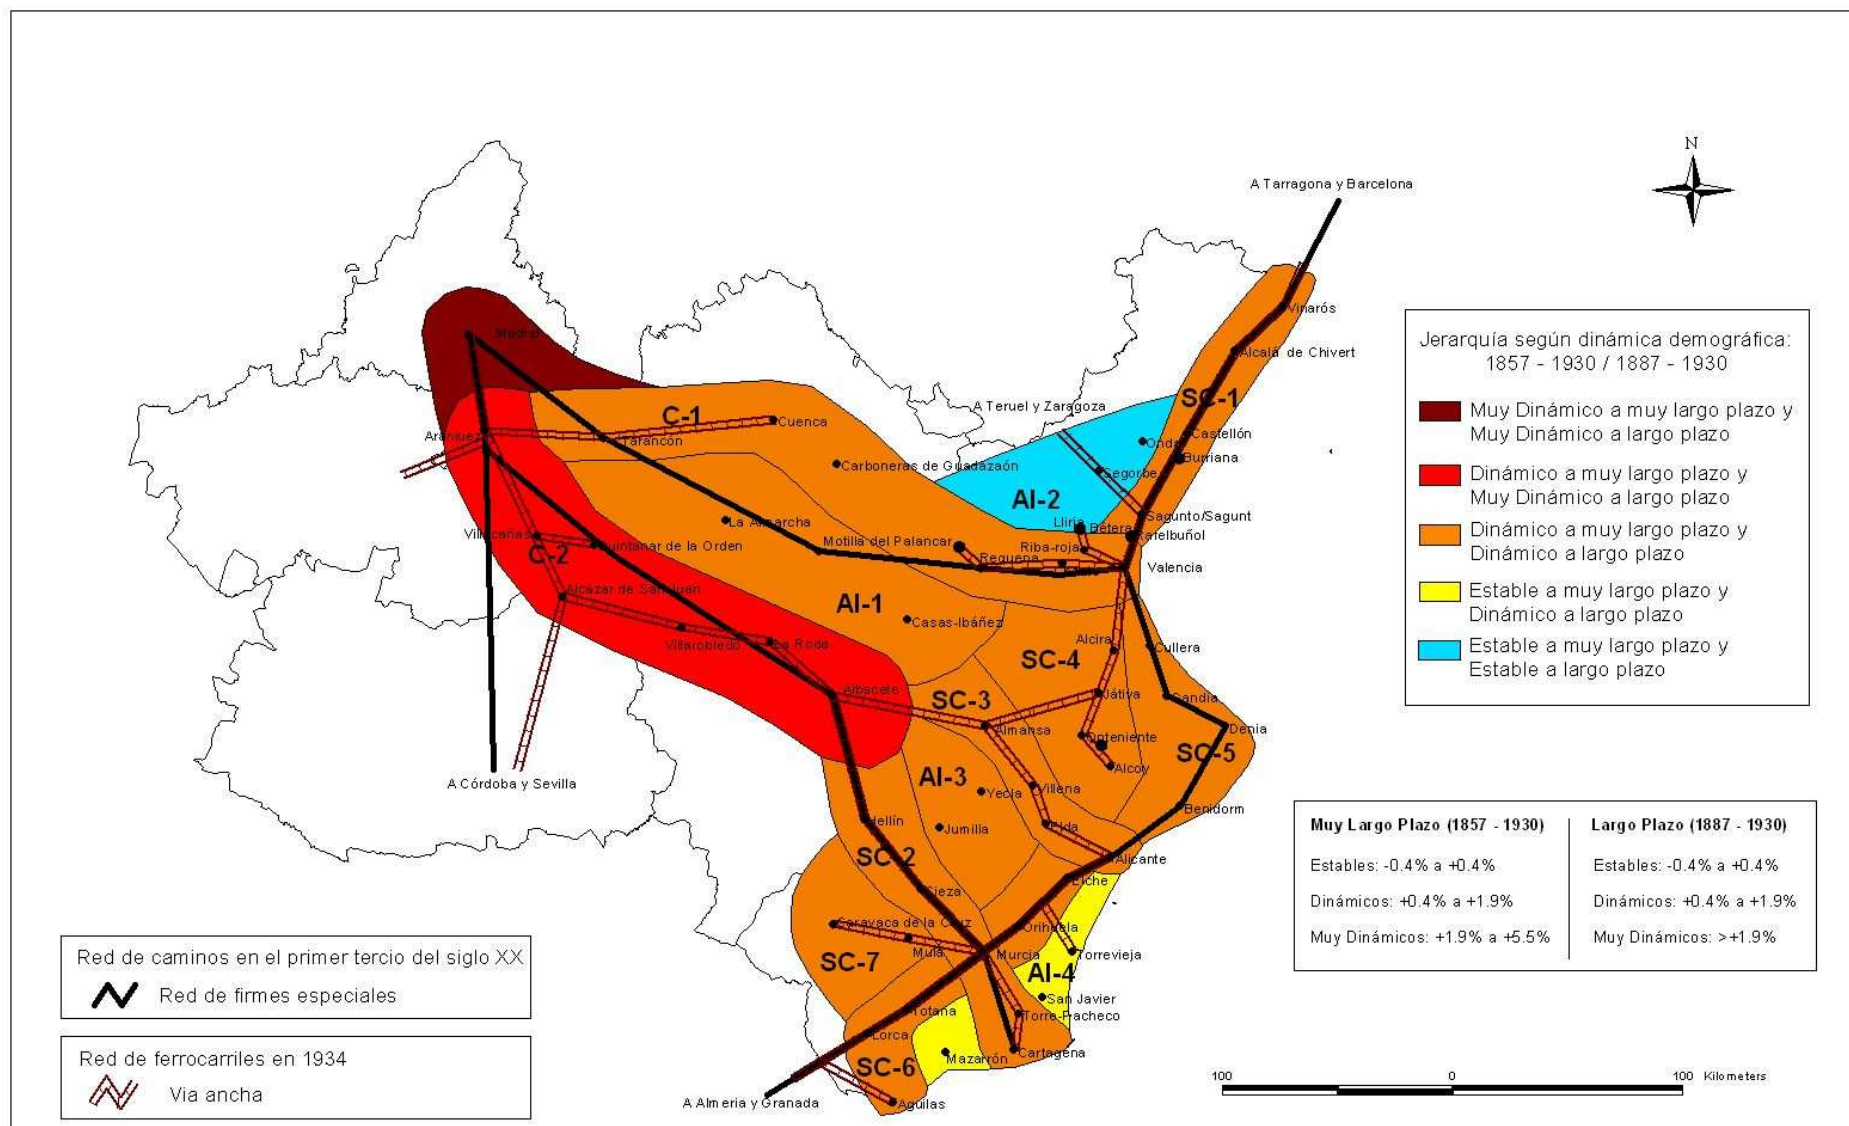 N
A Tarragona y Barcelona
Vinarós
Alcalá de Chivert
Madrid
SC-1
A Teruel y Zaragoza
C-1
Cuenca
Aranjuez
Tarancón
Castellón
Onda
Burriana
Carboneras de Guadazaón
Segorbe
AI-2
La Almarcha
Lliria
Bétera
Sagunto/Sagunt
Villacañas
Quintanar de la Orden
Motilla del Palancar
Riba-roja
Rafelbuñol
C-2
Requena
Valencia
Alcázar de San Juan
AI-1
Casas-Ibáñez
Villarobledo
La Roda
Alcira
Cullera
SC-4
Albacete
SC-3
Játiva
Gandia
Almansa
Onteniente
Denia
SC-5
Alcoy
A Córdoba y Sevilla
AI-3
Yecla
Villena
Benidorm
Hellín
Jumilla
Elda
SC-2
Alicante
Cieza
Elche
Caravaca de la Cruz
Orihuela
Mula
Murcia
Torrevieja
SC-7
AI-4
San Javier
Totana
Torre-Pacheco
Lorca
Mazarrón
Cartagena
SC-6
A Almeria y Granada
Aguilas
Jerarquía según dinámica demográfica:
1857 - 1930 / 1887 - 1930
Muy Dinámico a muy largo plazo y
Muy Dinámico a largo plazo
Dinámico a muy largo plazo y
Muy Dinámico a largo plazo
Dinámico a muy largo plazo y
Dinámico a largo plazo
Estable a muy largo plazo y
Dinámico a largo plazo
Estable a muy largo plazo y
Estable a largo plazo
Muy Largo Plazo (1857 - 1930)
Estables: -0.4% a +0.4%
Dinámicos: +0.4% a +1.9%
Muy Dinámicos: +1.9% a +5.5%
Largo Plazo (1887 - 1930)
Estables: -0.4% a +0.4%
Dinámicos: +0.4% a +1.9%
Muy Dinámicos: >+1.9%
Red de caminos en el primer tercio del siglo XX
Red de firmes especiales
Red de ferrocarriles en 1934
Via ancha
100 0 100 Kilometers